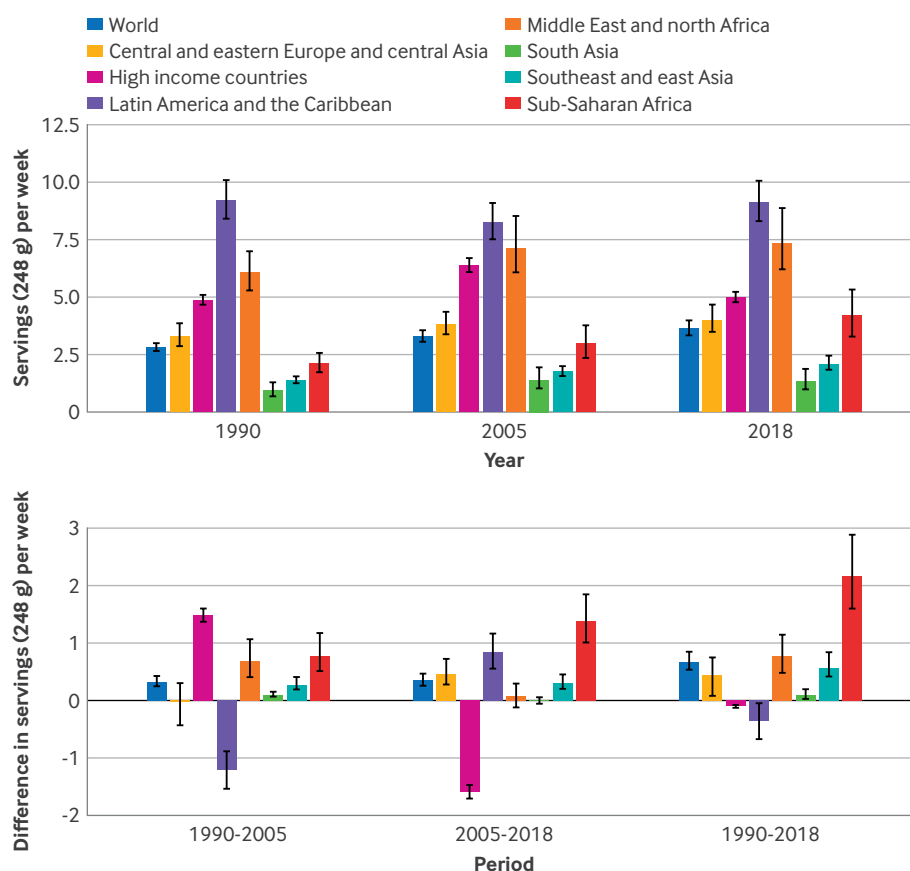 World
Central and eastern Europe and central Asia
High income countries
Latin America and the Caribbean
Middle East and north Africa
South Asia
Southeast and east Asia
Sub-Saharan Africa
Servings (248 g) per week
12.5
10.0
7.5
5.0
2.5
0
1990 2005 2018
Year
Difference in servings (248 g) per week
3
2
1
0
-1
-2
1990-2005 2005-2018 1990-2018
Period